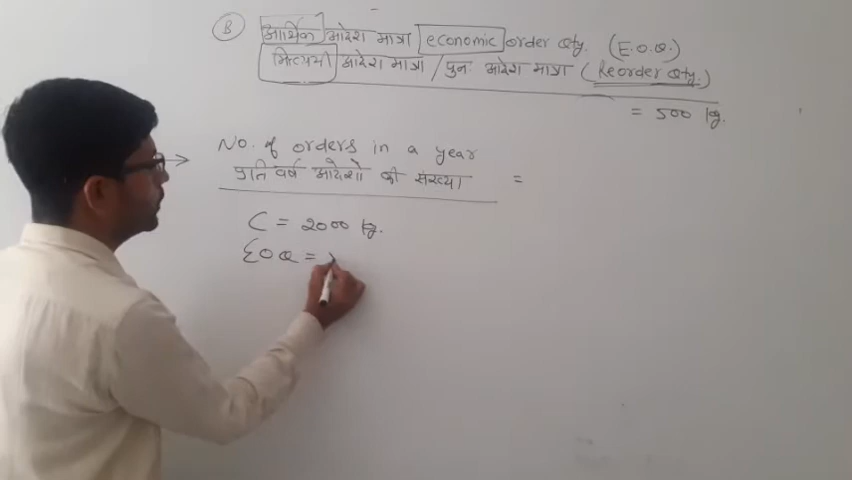 B आर्थिक आदेश मात्रा economic order Qty. (E.O.Q.)
मितव्ययी आदेश मात्रा / पुनः आदेश मात्रा (Reorder Qty.)
= 500 kg.
→ No. of orders in a year
प्रति वर्ष आदेशों की संख्या =
C = 2000 kg.
EOQ =